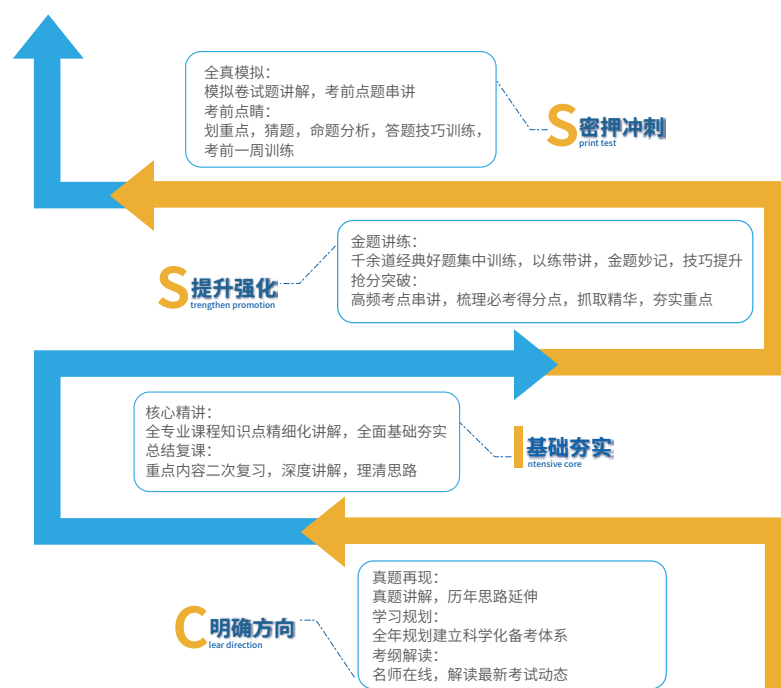 全真模拟：
模拟卷试题讲解，考前点题串讲
考前点睛：
划重点，猜题，命题分析，答题技巧训练，
考前一周训练
S密押冲刺
print test
金题讲练：
千余道经典好题集中训练，以练带讲，金题妙记，技巧提升
抢分突破：
高频考点串讲，梳理必考得分点，抓取精华，夯实重点
S提升强化
trengthen promotion
核心精讲：
全专业课程知识点精细化讲解，全面基础夯实
总结复课：
重点内容二次复习，深度讲解，理清思路
I基础夯实
ntensive core
真题再现：
真题讲解，历年思路延伸
学习规划：
全年规划建立科学化备考体系
考纲解读：
名师在线，解读最新考试动态
C明确方向
lear direction